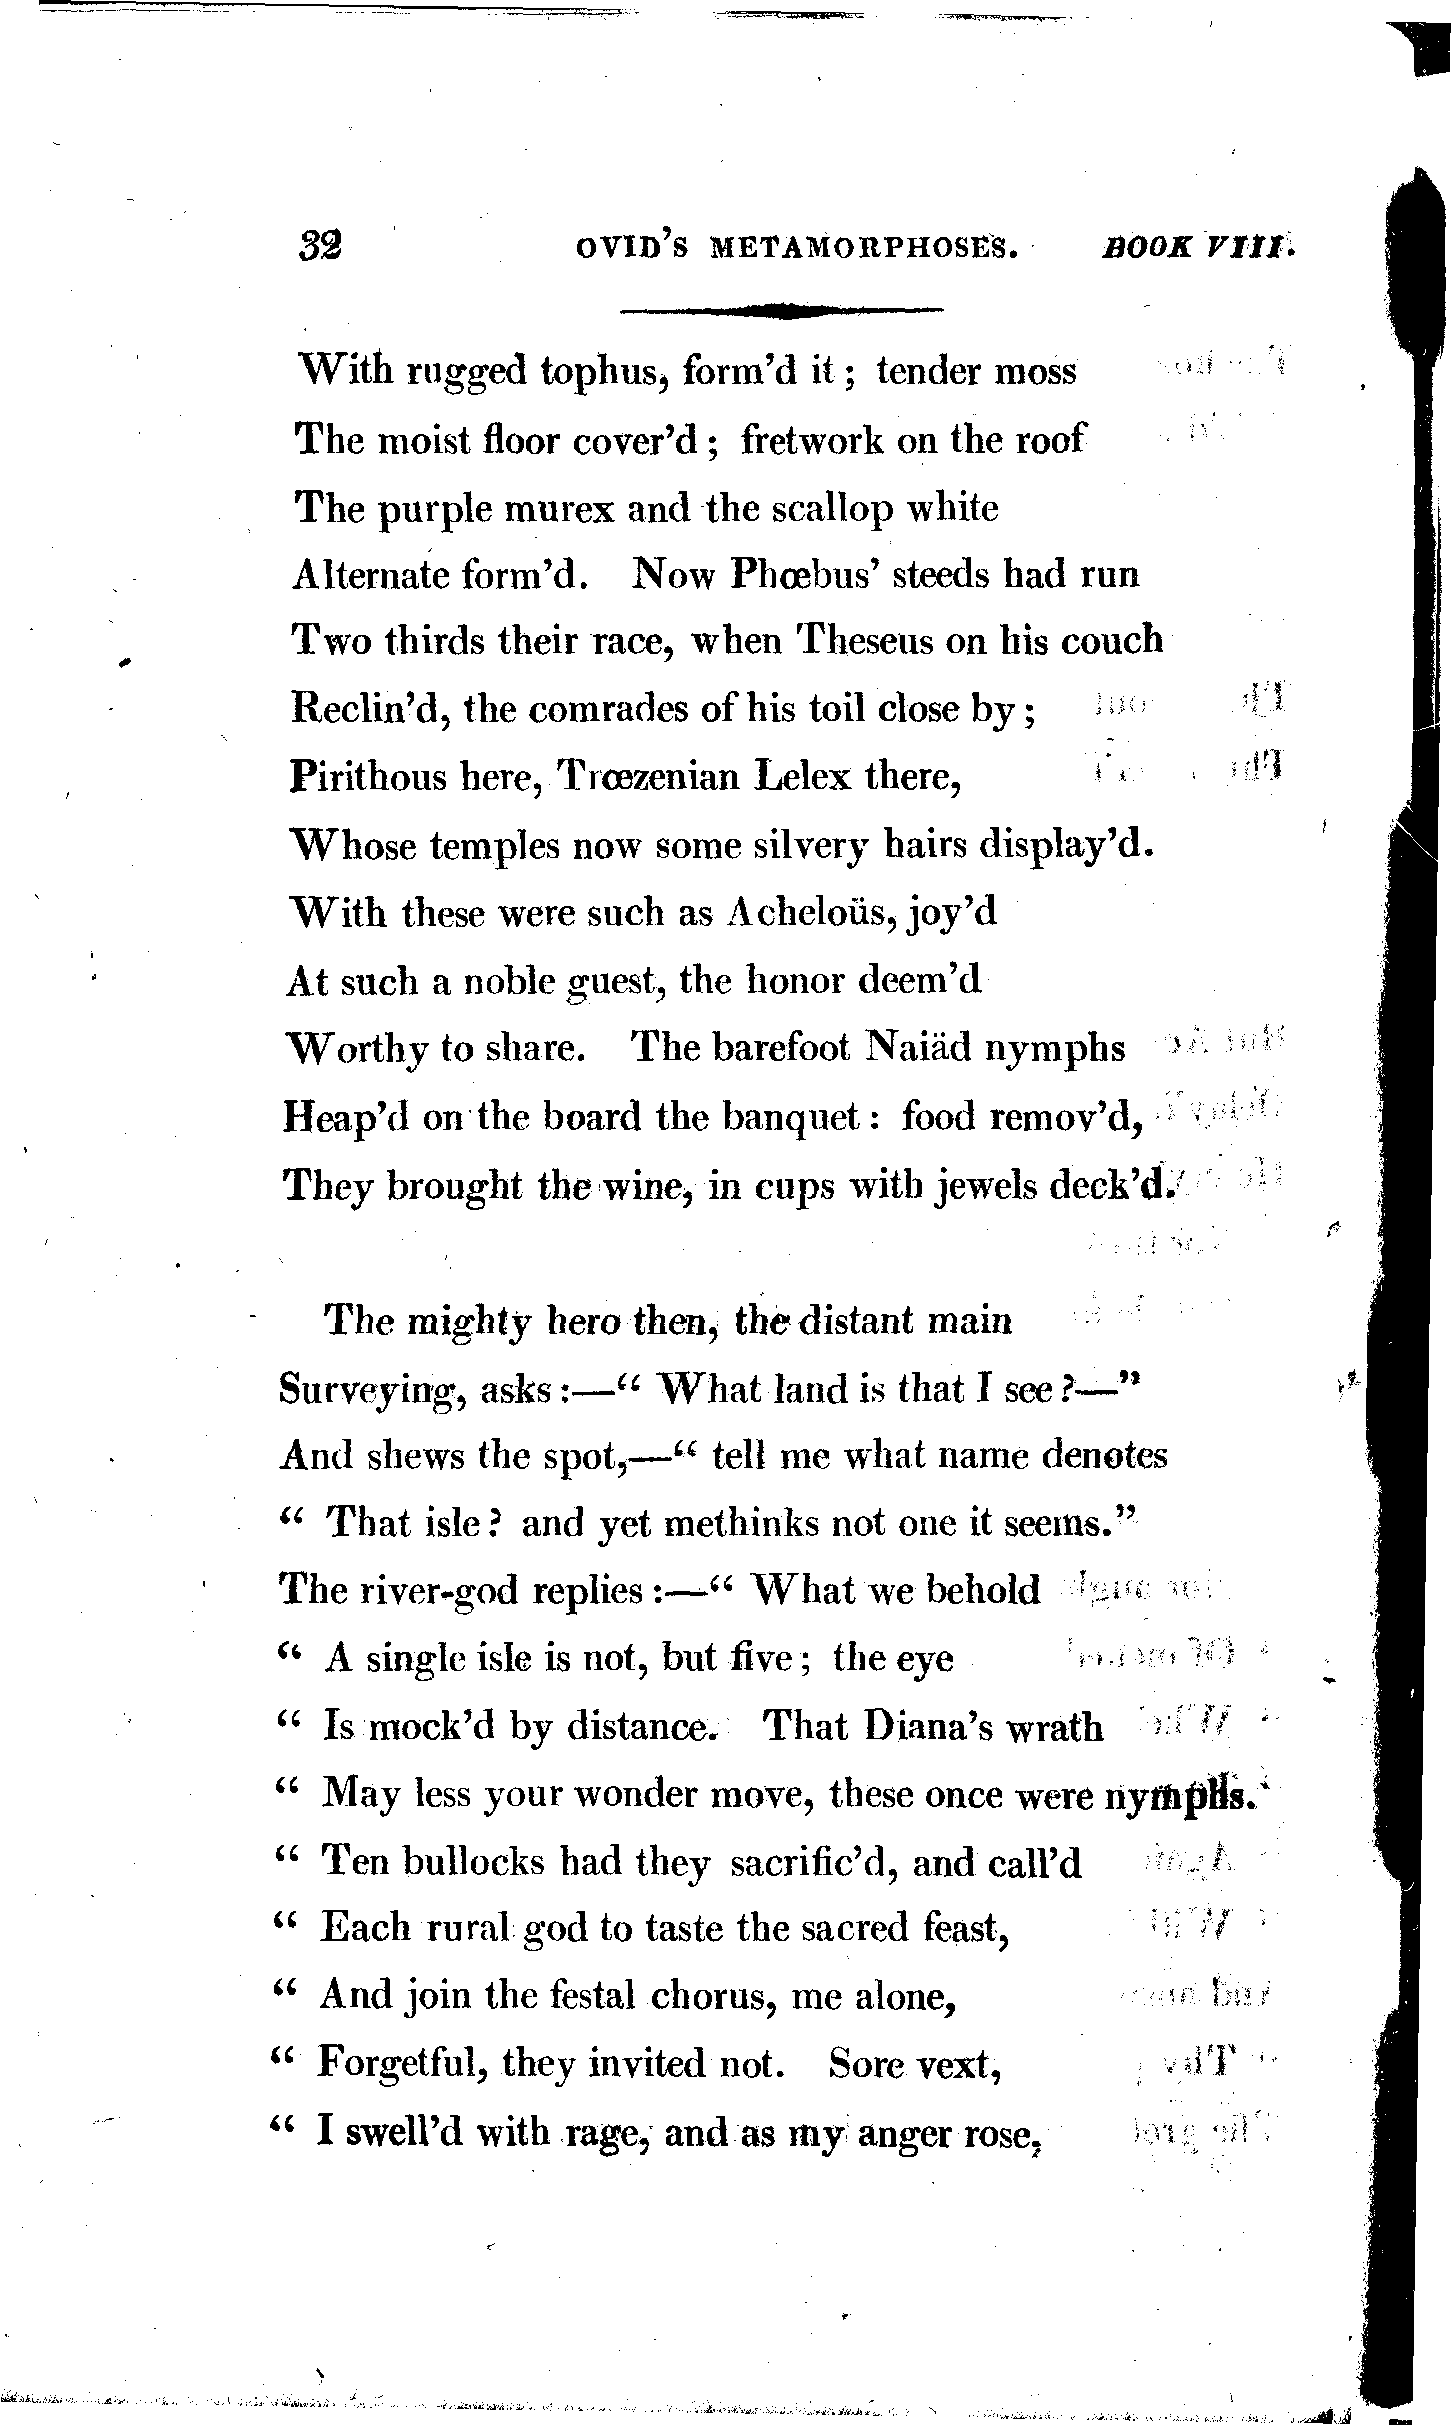 32 OVID'S METAMORPHOSES. BOOK VIII.
With rugged tophus, form'd it; tender moss
The moist floor cover'd; fretwork on the roof
The purple murex and the scallop white
Alternate form'd. Now Phœbus' steeds had run
Two thirds their race, when Theseus on his couch
Reclin'd, the comrades of his toil close by;
Pirithous here, Trœzenian Lelex there,
Whose temples now some silvery hairs display'd.
With these were such as Acheloüs, joy'd
At such a noble guest, the honor deem'd
Worthy to share. The barefoot Naiäd nymphs
Heap'd on the board the banquet: food remov'd,
They brought the wine, in cups with jewels deck'd.
The mighty hero then, the distant main
Surveying, asks:—“ What land is that I see?—”
And shews the spot,—“ tell me what name denotes
“ That isle? and yet methinks not one it seems.”
The river-god replies:—“ What we behold
“ A single isle is not, but five; the eye
“ Is mock'd by distance. That Diana's wrath
“ May less your wonder move, these once were nymphs.
“ Ten bullocks had they sacrific'd, and call'd
“ Each rural god to taste the sacred feast,
“ And join the festal chorus, me alone,
“ Forgetful, they invited not. Sore vext,
“ I swell'd with rage, and as my anger rose,